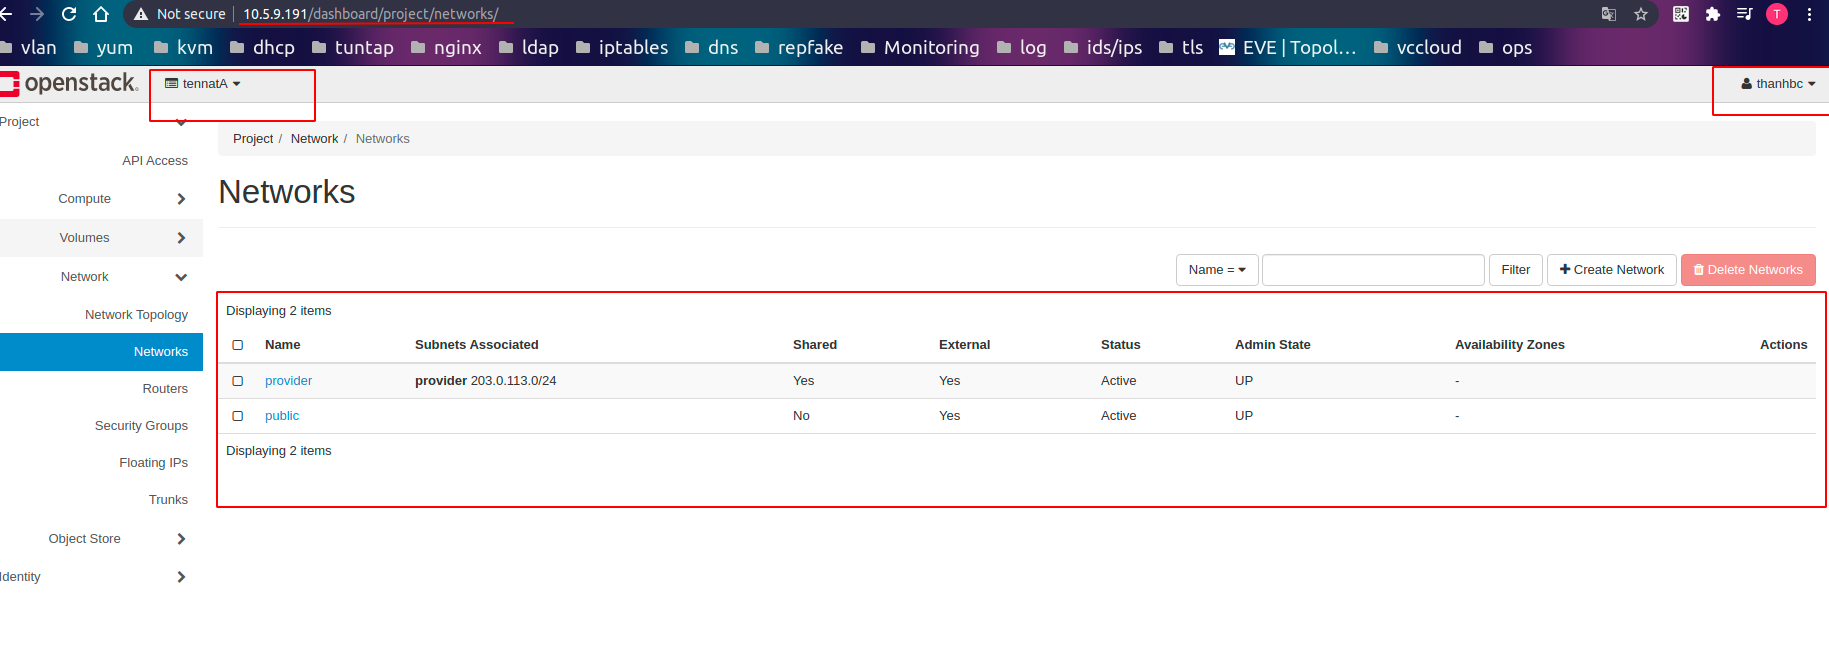 Not secure 10.5.9.191/dashboard/project/networks/ T
vlan yum kvm dhcp tuntap nginx ldap iptables dns repfake Monitoring log ids/ips tls EVE | Topol... vccloud ops
openstack. tennatA thanhbc
Project
API Access
Compute
Volumes
Network
Network Topology
Networks
Routers
Security Groups
Floating IPs
Trunks
Object Store
Identity
Project / Network / Networks
Networks
Name = Filter Create Network Delete Networks
Displaying 2 items
Name Subnets Associated Shared External Status Admin State Availability Zones Actions
provider provider 203.0.113.0/24 Yes Yes Active UP -
public No Yes Active UP -
Displaying 2 items